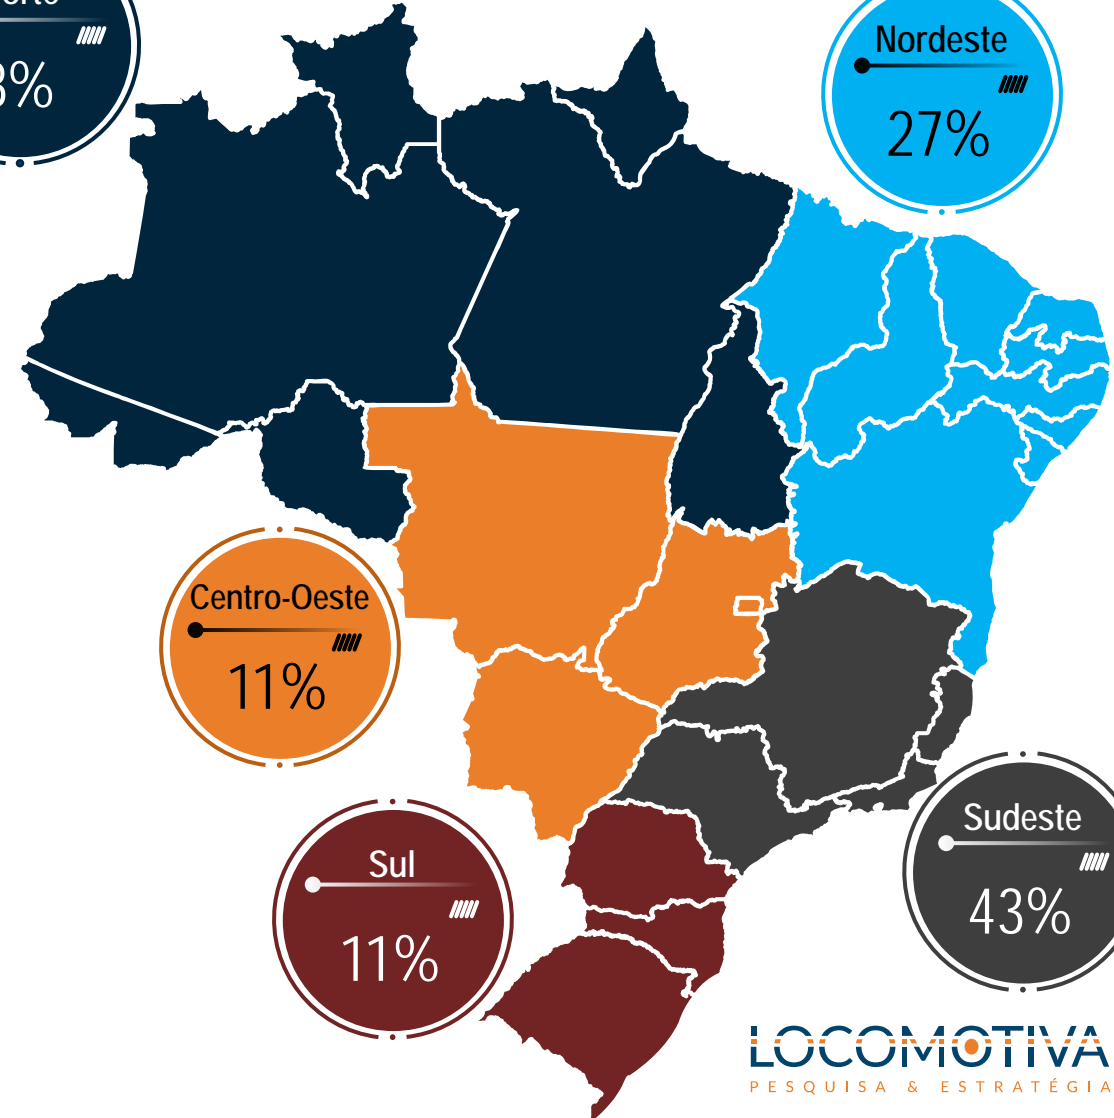 Nordeste
27%
Centro-Oeste
11%
Sudeste
43%
Sul
11%
LOCOMOTIVA
PESQUISA & ESTRATÉGIA